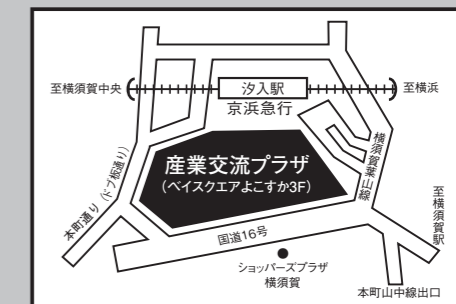 至横須賀中央
汐入駅
至横浜
京浜急行
産業交流プラザ
(ベイスクエアよこすか3F)
横須賀葉山線
本町通り(ドブ板通り)
至横須賀駅
国道16号
ショッパーズプラザ
横須賀
本町山中線出口